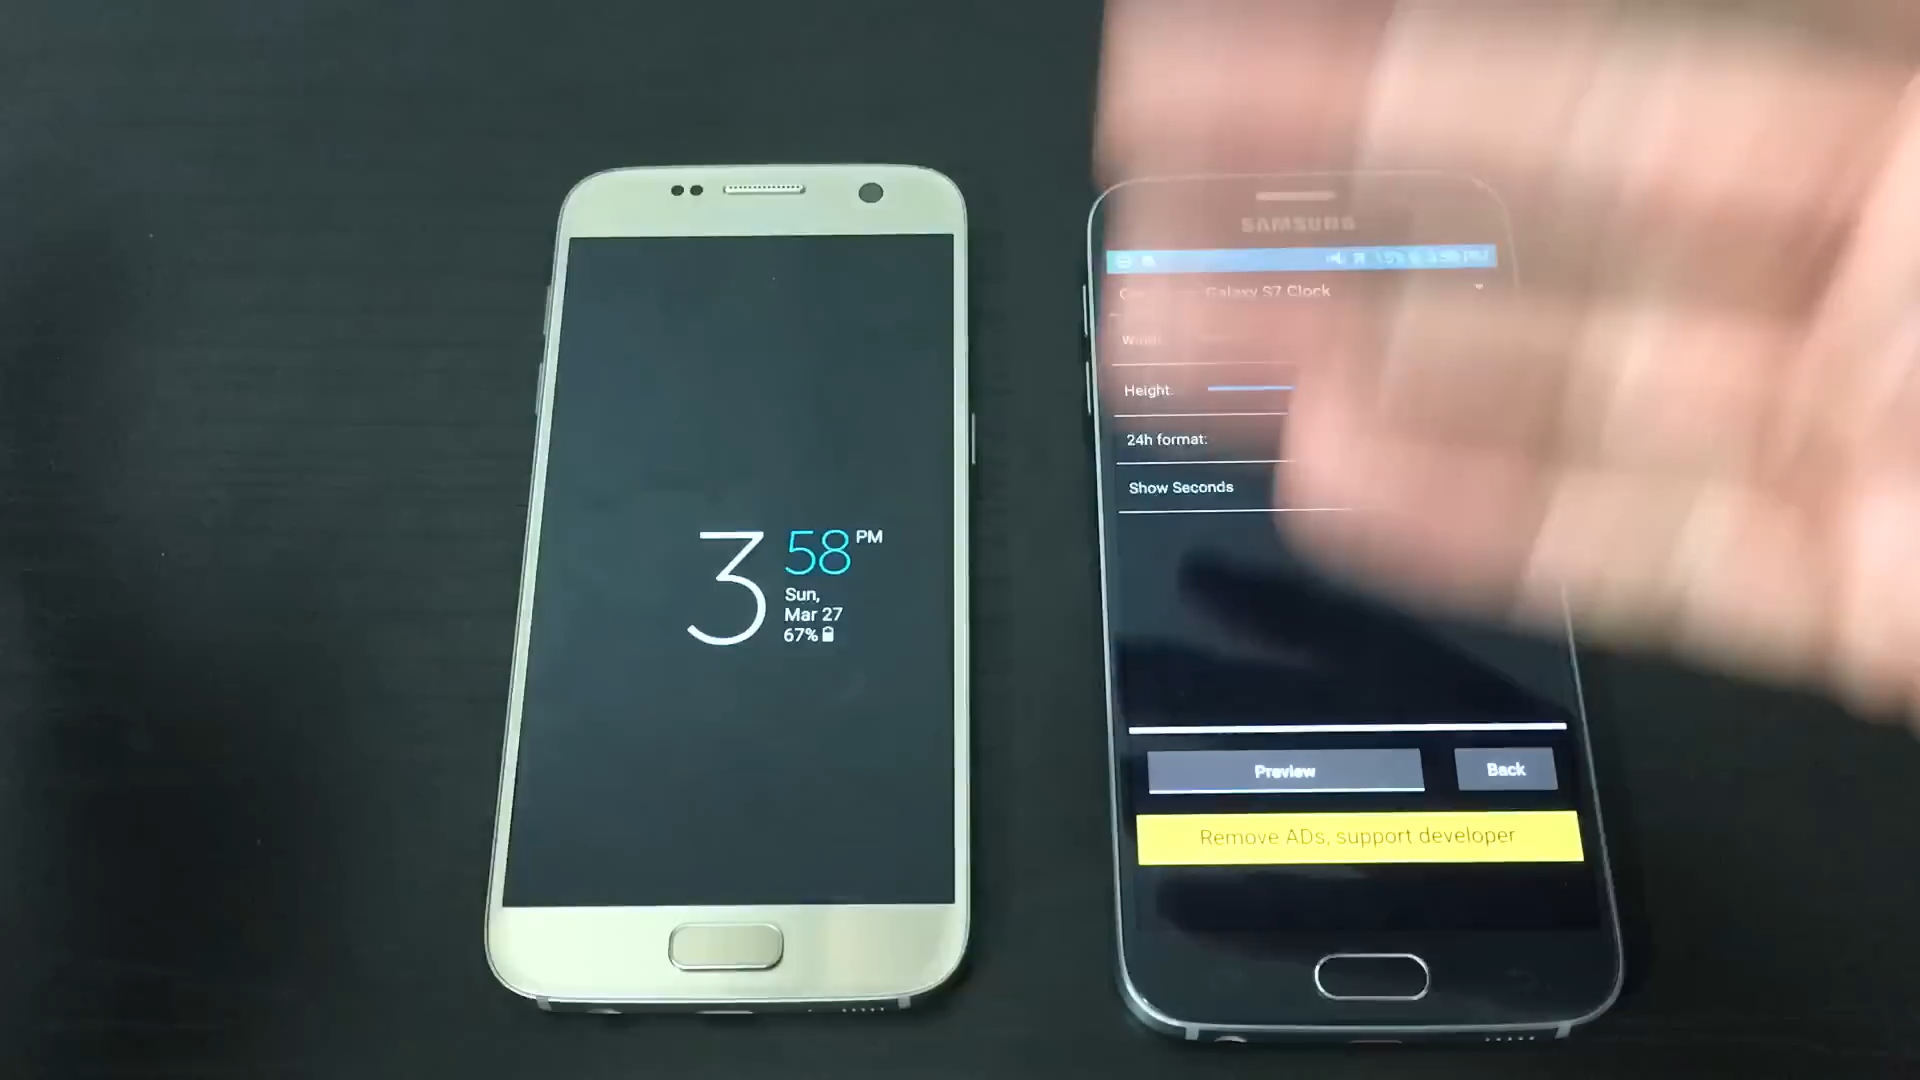 3
58 PM
Sun,
Mar 27
67%
SAMSUNG
Galaxy S7 Clock
Height:
24h format:
Show Seconds
Preview
Back
Remove ADs, support developer